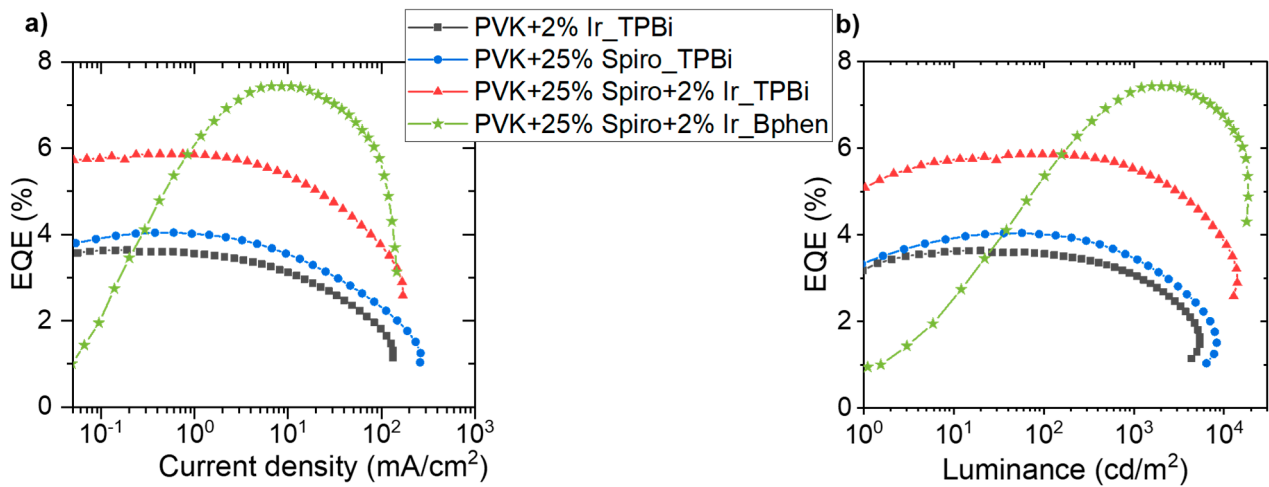 a)
b)
PVK+2% Ir_TPBi
PVK+25% Spiro_TPBi
PVK+25% Spiro+2% Ir_TPBi
PVK+25% Spiro+2% Ir_Bphen
EQE (%)
8
6
4
2
0
10⁻¹ 10⁰ 10¹ 10² 10³
Current density (mA/cm²)
EQE (%)
8
6
4
2
0
10⁰ 10¹ 10² 10³ 10⁴
Luminance (cd/m²)